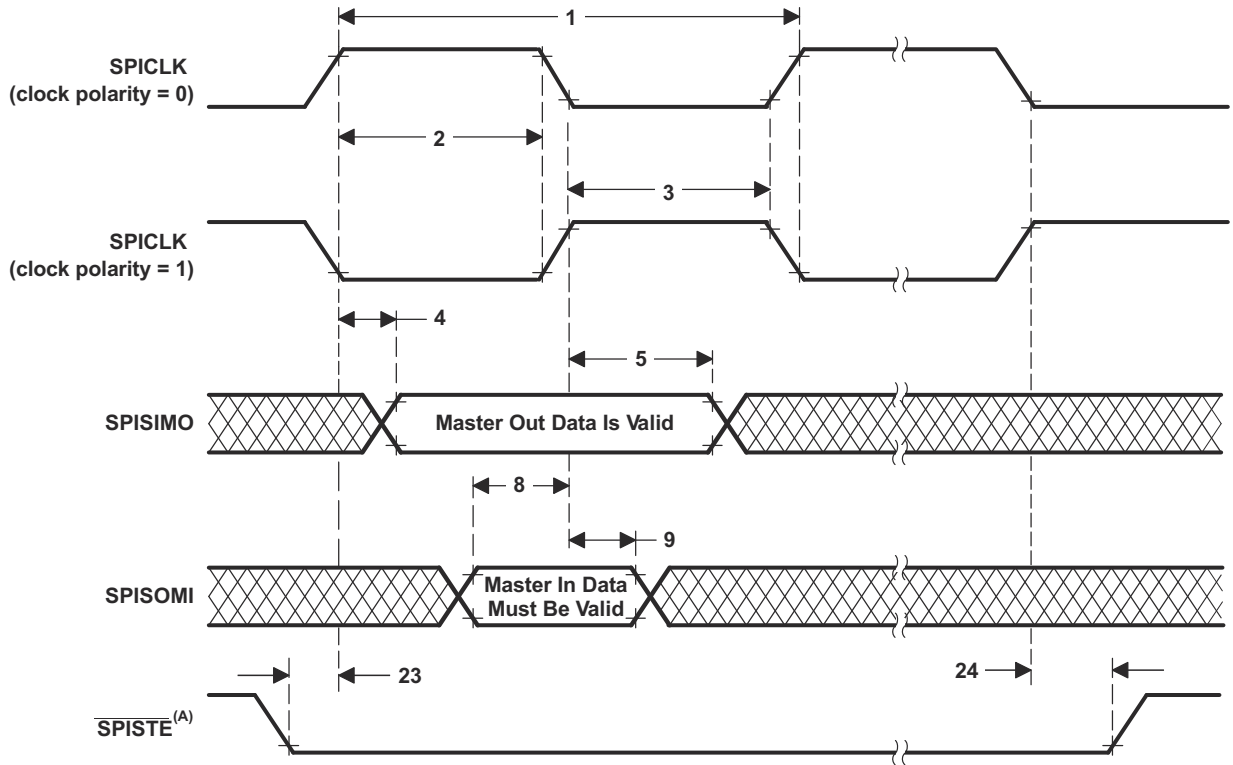 1
SPICLK
(clock polarity = 0)
2
3
SPICLK
(clock polarity = 1)
4
5
SPISIMO
Master Out Data Is Valid
8
9
SPISOMI
Master In Data
Must Be Valid
23
24
SPISTE(A)